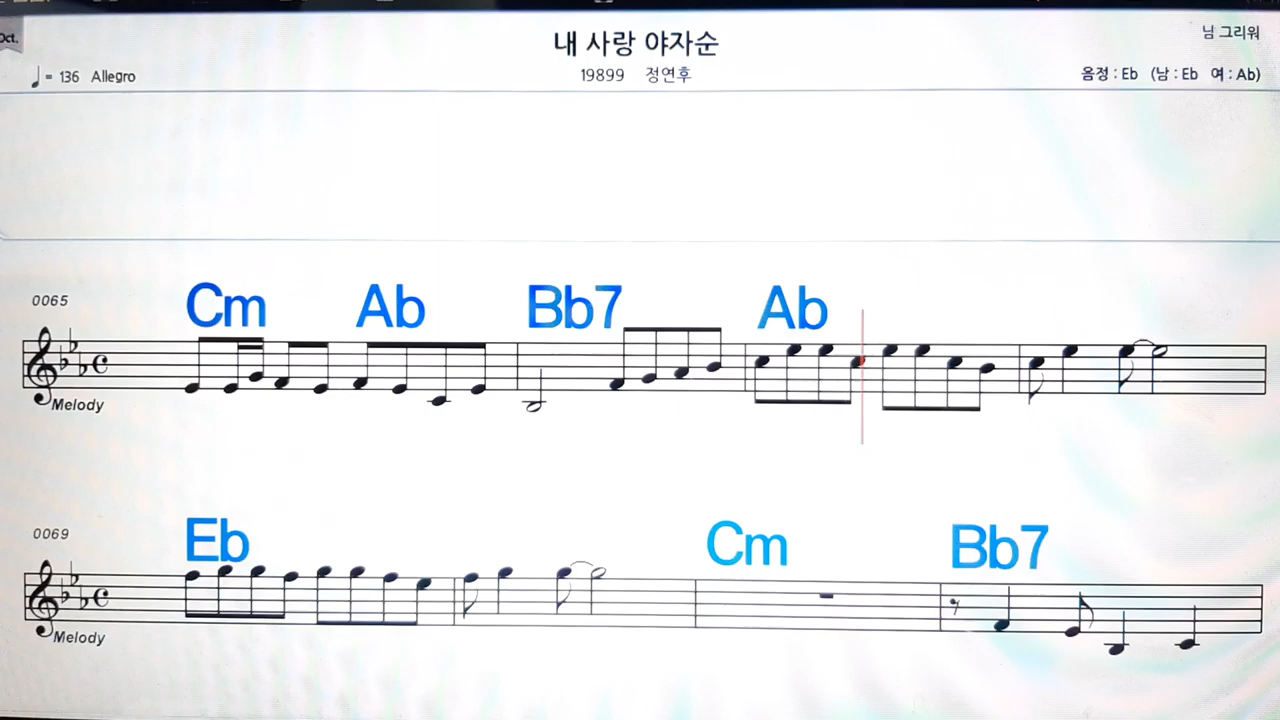 Oct.
내 사랑 야자순
님 그리워
= 136 Allegro
19899 정연후
음정 : Eb (남 : Eb 여 : Ab)
0065
Cm Ab Bb7 Ab
Melody
0069
Eb Cm Bb7
Melody